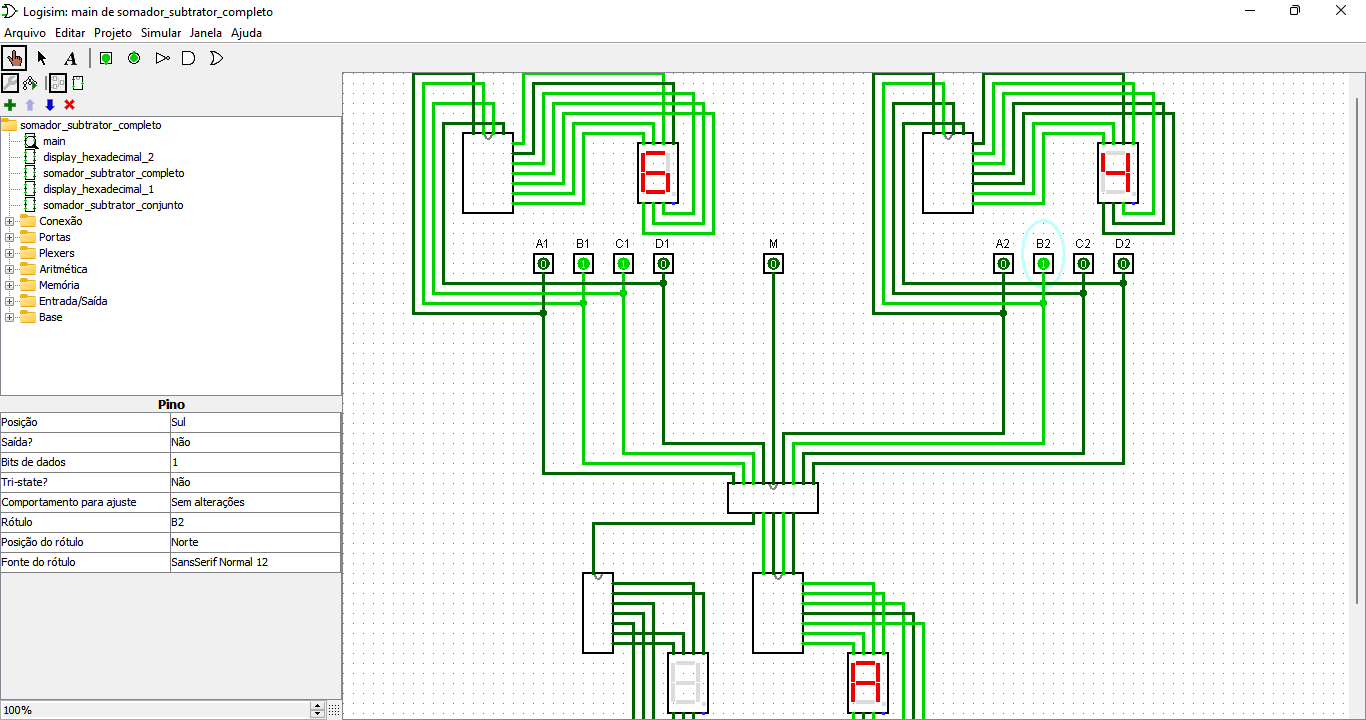 Logisim: main de somador_subtrator_completo
Arquivo Editar Projeto Simular Janela Ajuda
A
somador_subtrator_completo
main
display_hexadecimal_2
somador_subtrator_completo
display_hexadecimal_1
somador_subtrator_conjunto
Conexão
Portas
Plexers
Aritmética
Memória
Entrada/Saída
Base
Pino
Posição Sul
Saída? Não
Bits de dados 1
Tri-state? Não
Comportamento para ajuste Sem alterações
Rótulo B2
Posição do rótulo Norte
Fonte do rótulo SansSerif Normal 12
100%
6 4
A1 B1 C1 D1 M A2 B2 C2 D2
0 1 1 0 0 0 1 0 0
A